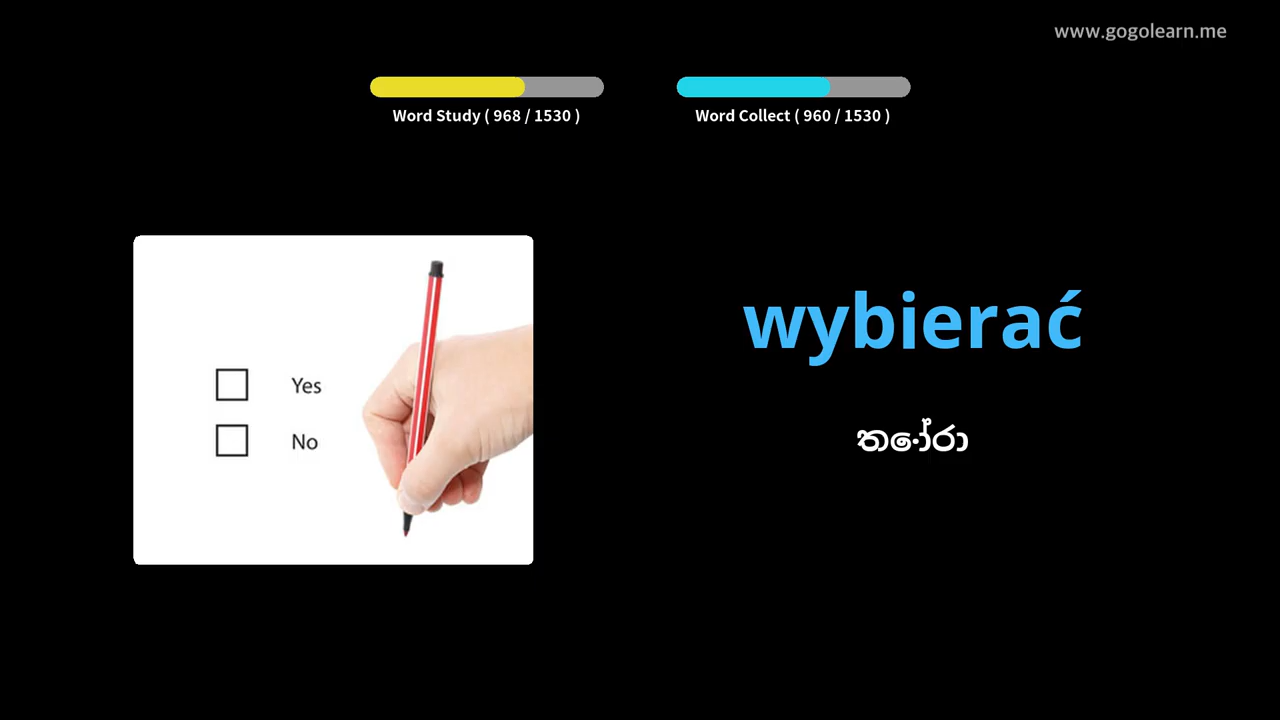 www.gogolearn.me
Word Study ( 968 / 1530 )
Word Collect ( 960 / 1530 )
Yes
No
wybierać
තෝරා